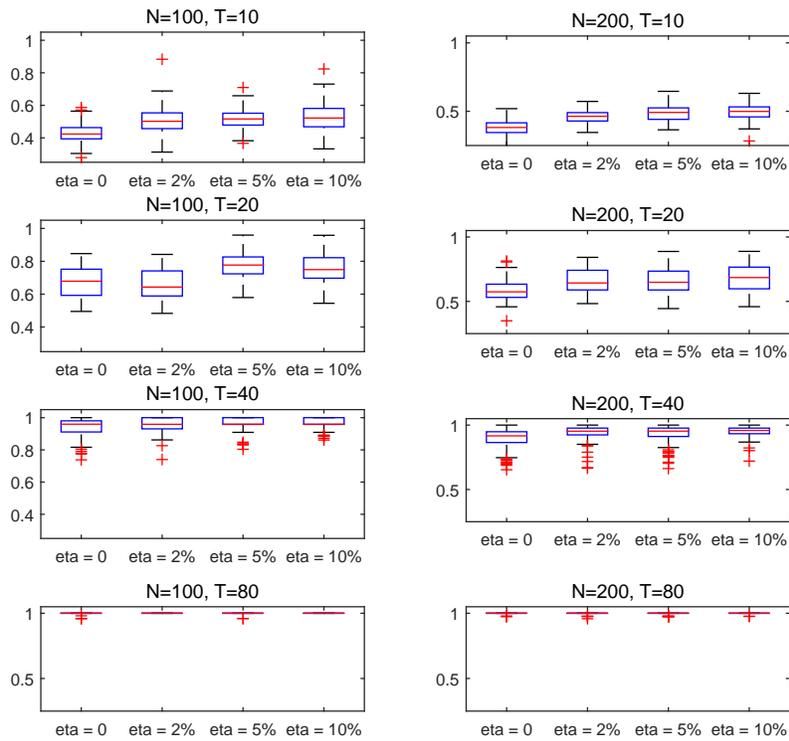 N=100, T=10
1
0.8
0.6
0.4
eta = 0 eta = 2% eta = 5% eta = 10%
N=200, T=10
1
0.5
eta = 0 eta = 2% eta = 5% eta = 10%
N=100, T=20
1
0.8
0.6
0.4
eta = 0 eta = 2% eta = 5% eta = 10%
N=200, T=20
1
0.5
eta = 0 eta = 2% eta = 5% eta = 10%
N=100, T=40
1
0.8
0.6
0.4
eta = 0 eta = 2% eta = 5% eta = 10%
N=200, T=40
1
0.5
eta = 0 eta = 2% eta = 5% eta = 10%
N=100, T=80
1
0.5
eta = 0 eta = 2% eta = 5% eta = 10%
N=200, T=80
1
0.5
eta = 0 eta = 2% eta = 5% eta = 10%